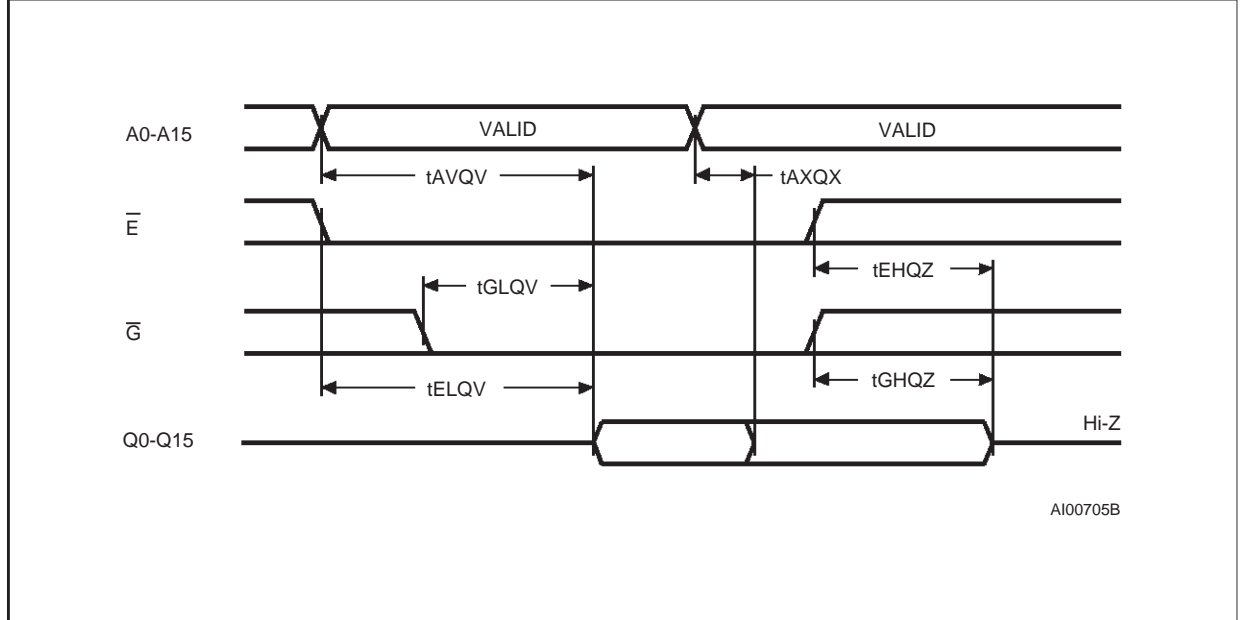 A0-A15
VALID
VALID
tAVQV
tAXQX
E̅
tEHQZ
tGLQV
G̅
tELQV
tGHQZ
Q0-Q15
Hi-Z
AI00705B